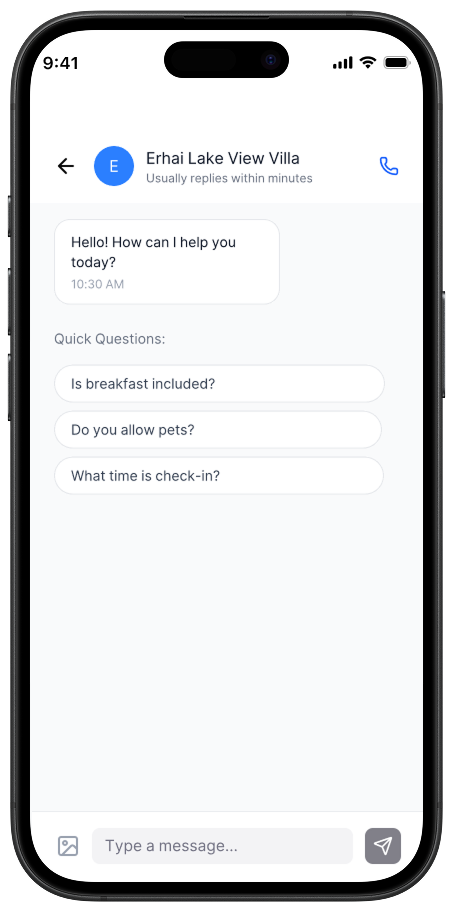 9:41
E
Erhai Lake View Villa
Usually replies within minutes
Hello! How can I help you
today?
10:30 AM
Quick Questions:
Is breakfast included?
Do you allow pets?
What time is check-in?
Type a message...